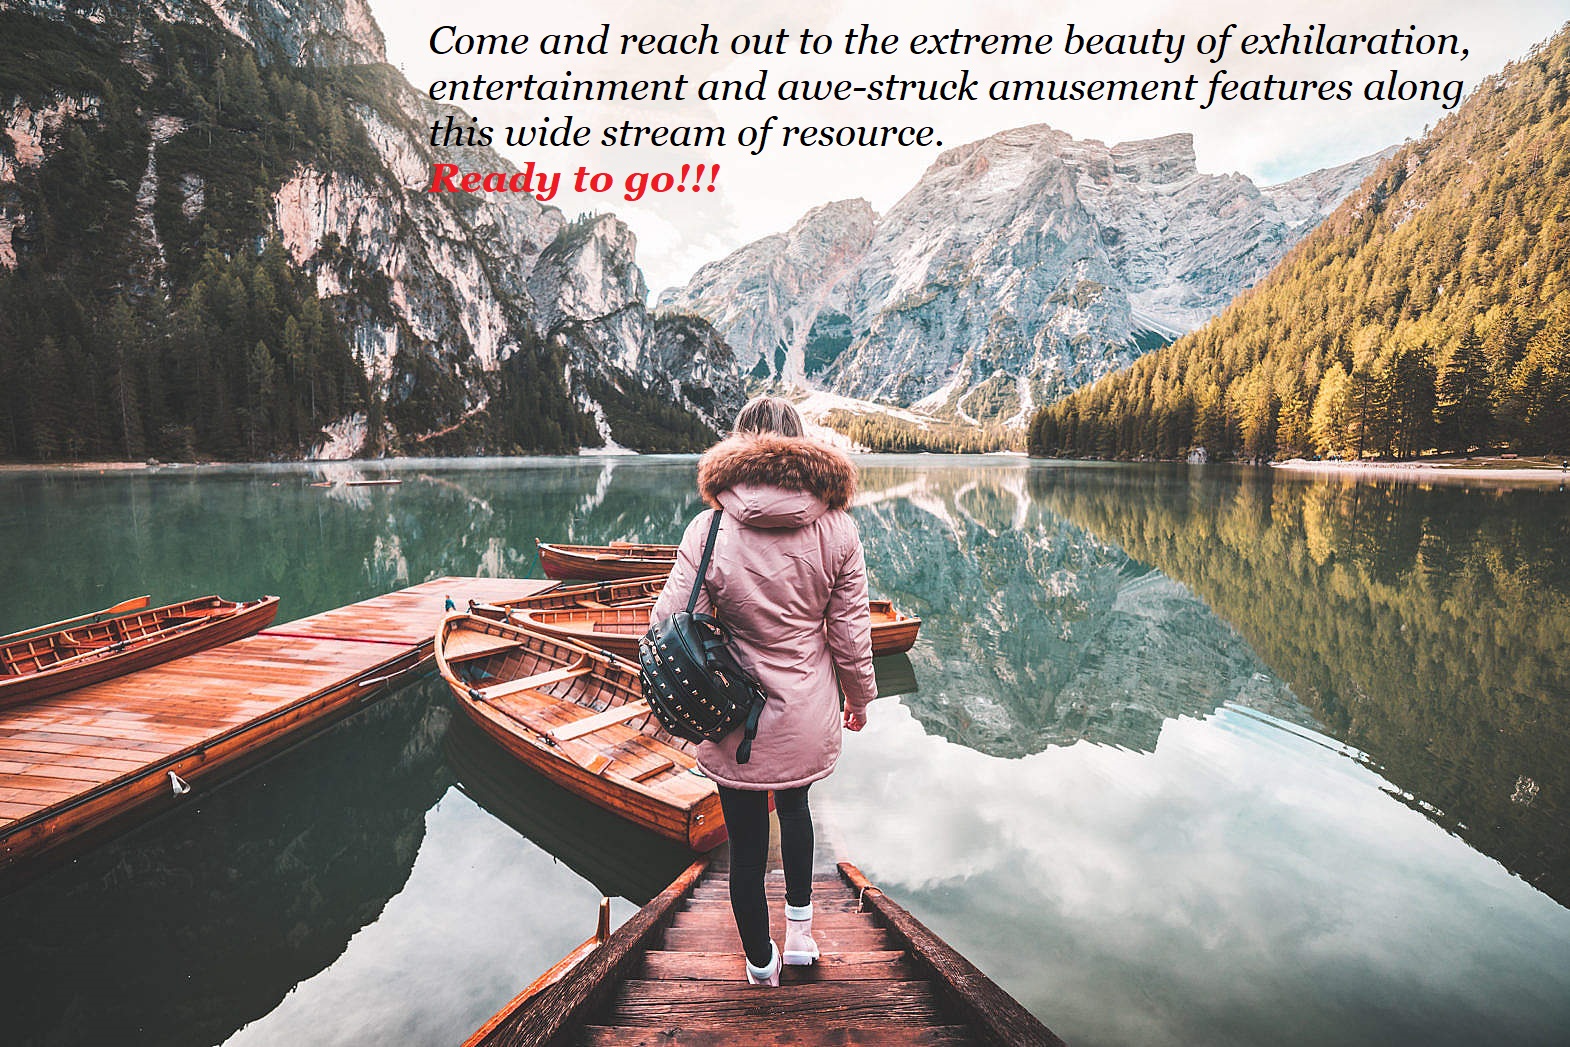 Come and reach out to the extreme beauty of exhilaration,
entertainment and awe-struck amusement features along
this wide stream of resource.
Ready to go!!!